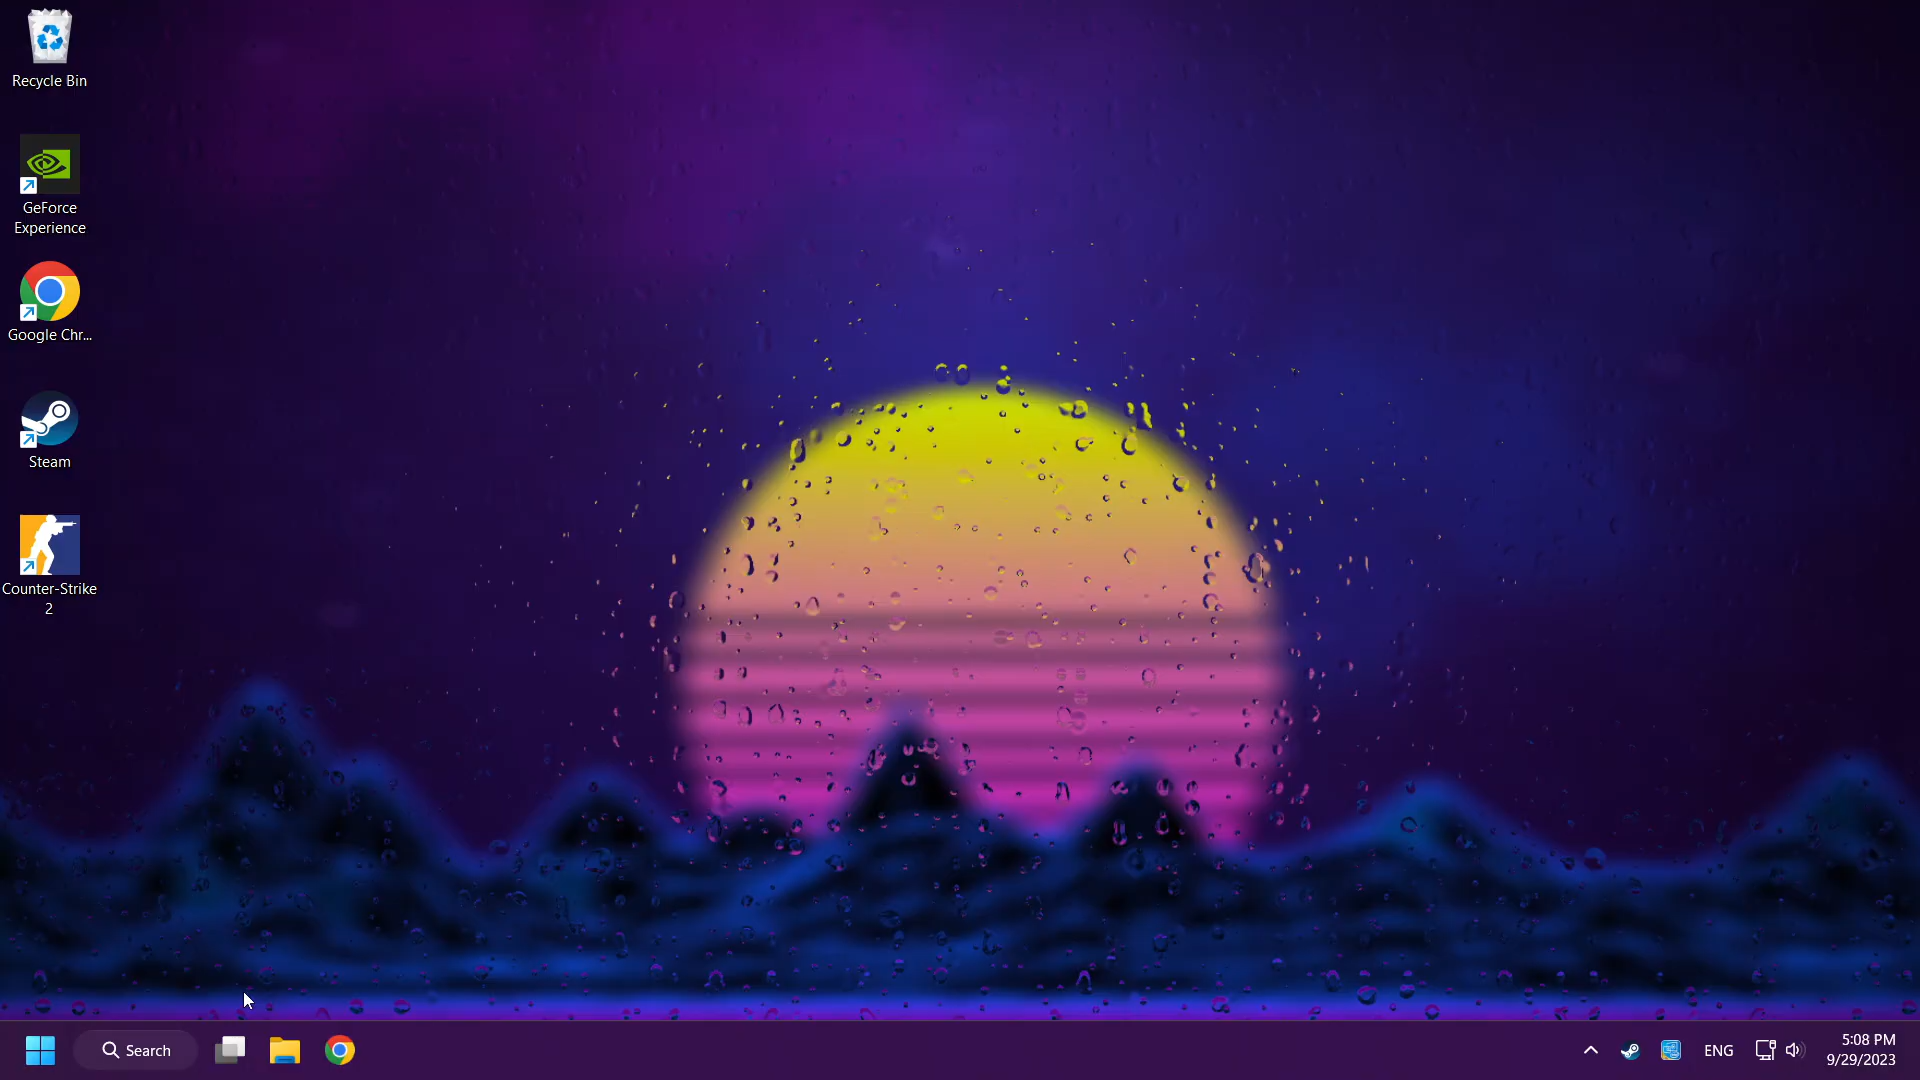 Recycle Bin
GeForce
Experience
Google Chr...
Steam
Counter-Strike
2
Search
ENG
5:08 PM
9/29/2023